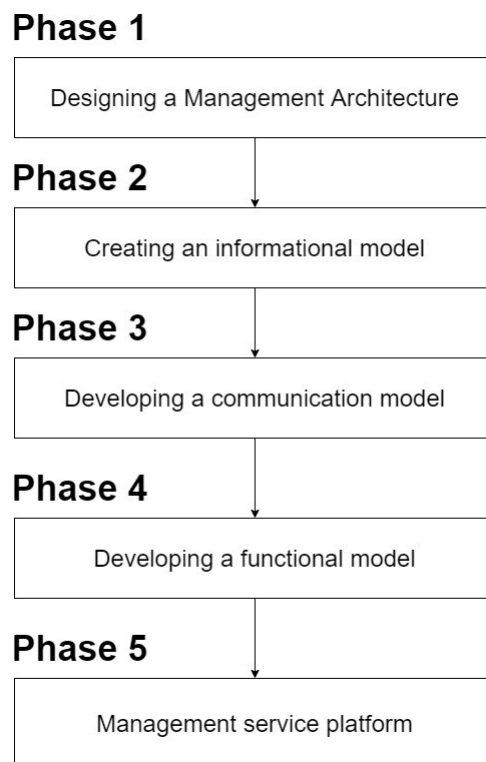 Phase 1
Designing a Management Architecture
Phase 2
Creating an informational model
Phase 3
Developing a communication model
Phase 4
Developing a functional model
Phase 5
Management service platform